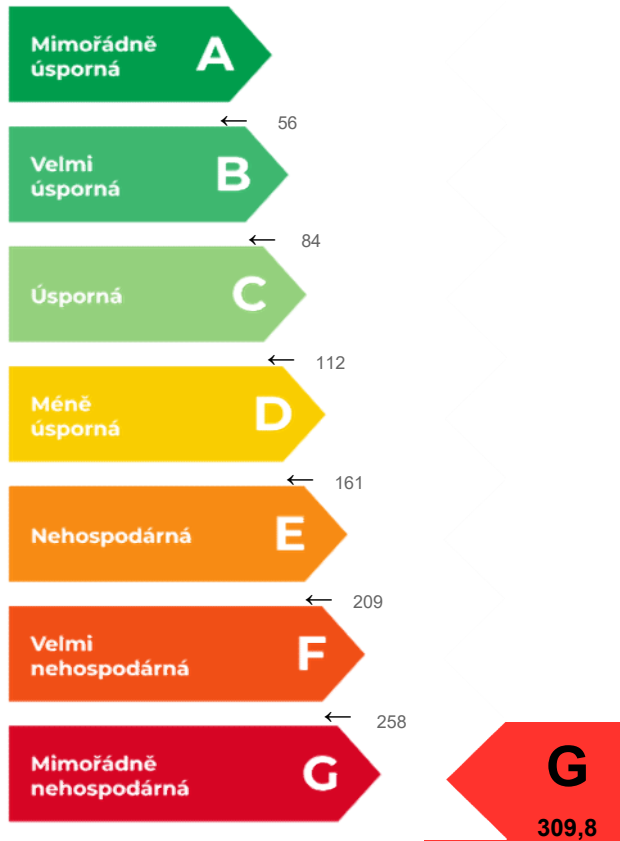 Mimořádně
úsporná
A
← 56
Velmi
úsporná
B
← 84
Úsporná
C
← 112
Méně
úsporná
D
← 161
Nehospodárná
E
← 209
Velmi
nehospodárná
F
← 258
Mimořádně
nehospodárná
G
G
309,8